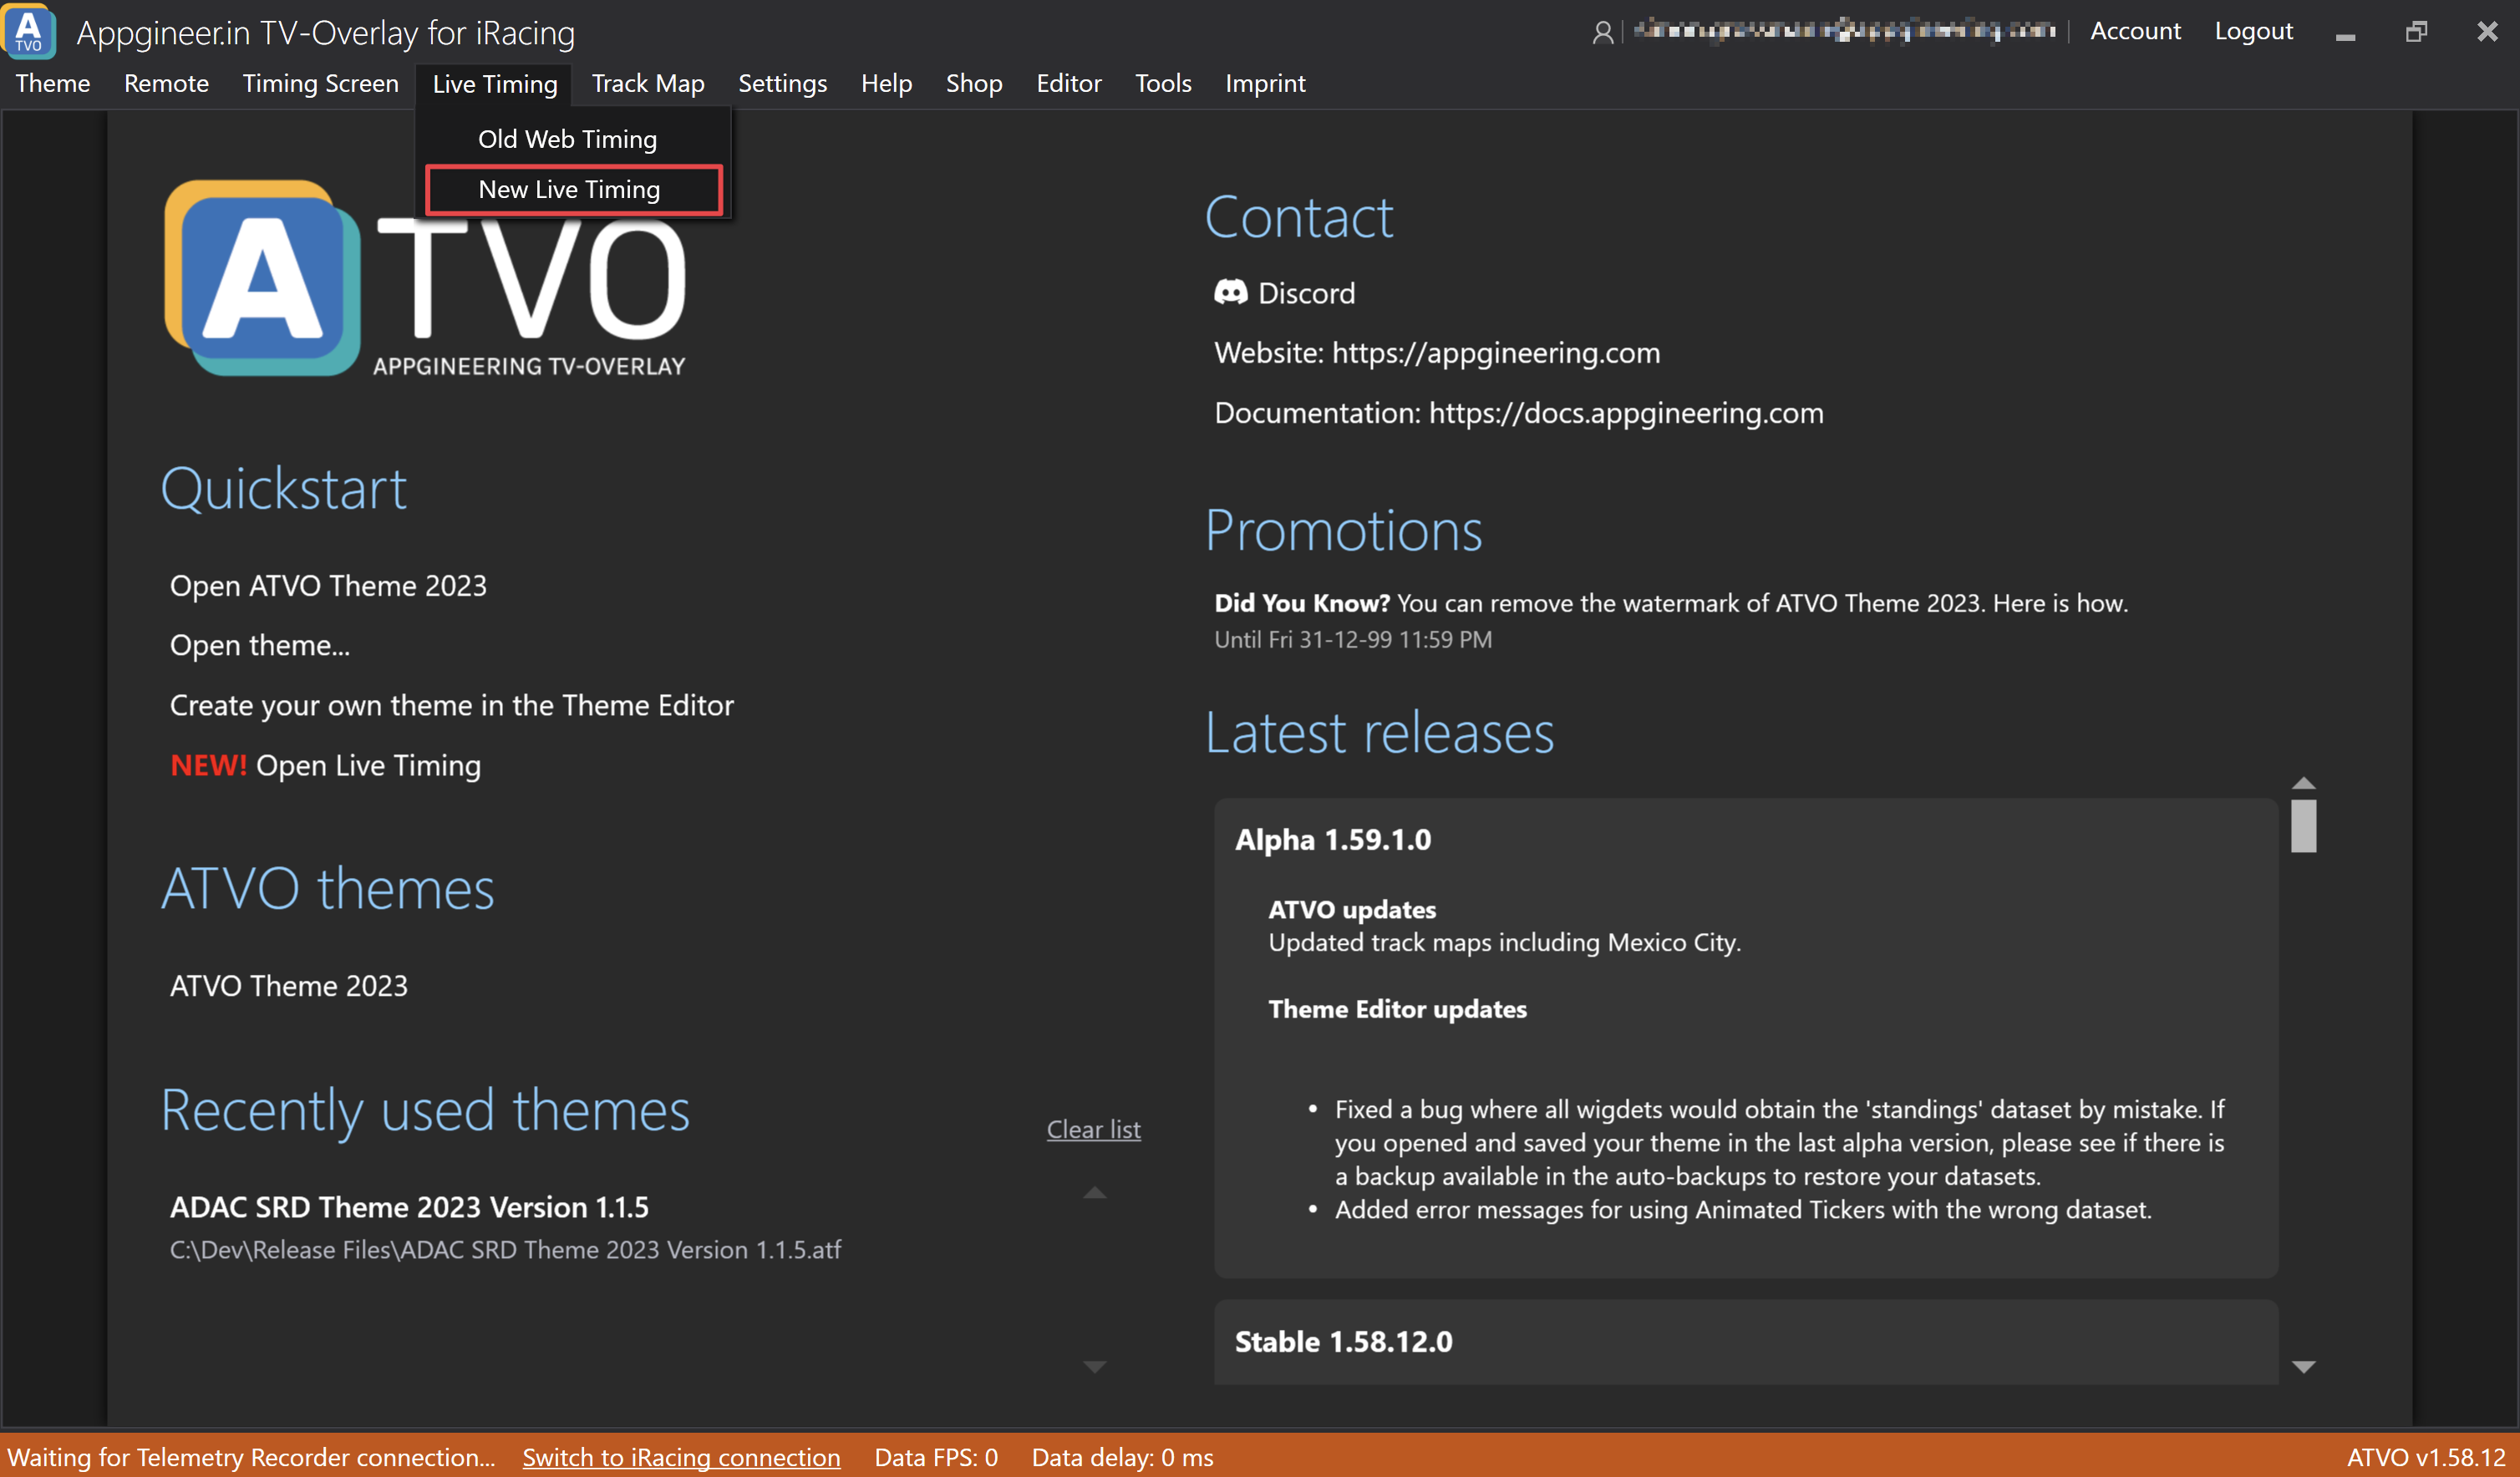 A
TVO
Appgineer.in TV-Overlay for iRacing
Account
Logout
Theme
Remote
Timing Screen
Live Timing
Track Map
Settings
Help
Shop
Editor
Tools
Imprint
Old Web Timing
New Live Timing
A TVO
APPGINEERING TV-OVERLAY
Quickstart
Open ATVO Theme 2023
Open theme...
Create your own theme in the Theme Editor
NEW! Open Live Timing
ATVO themes
ATVO Theme 2023
Recently used themes
Clear list
ADAC SRD Theme 2023 Version 1.1.5
C:\Dev\Release Files\ADAC SRD Theme 2023 Version 1.1.5.atf
Contact
Discord
Website: https://appgineering.com
Documentation: https://docs.appgineering.com
Promotions
Did You Know? You can remove the watermark of ATVO Theme 2023. Here is how.
Until Fri 31-12-99 11:59 PM
Latest releases
Alpha 1.59.1.0
ATVO updates
Updated track maps including Mexico City.
Theme Editor updates
• Fixed a bug where all wigdets would obtain the 'standings' dataset by mistake. If
you opened and saved your theme in the last alpha version, please see if there is
a backup available in the auto-backups to restore your datasets.
• Added error messages for using Animated Tickers with the wrong dataset.
Stable 1.58.12.0
Waiting for Telemetry Recorder connection...
Switch to iRacing connection
Data FPS: 0
Data delay: 0 ms
ATVO v1.58.12